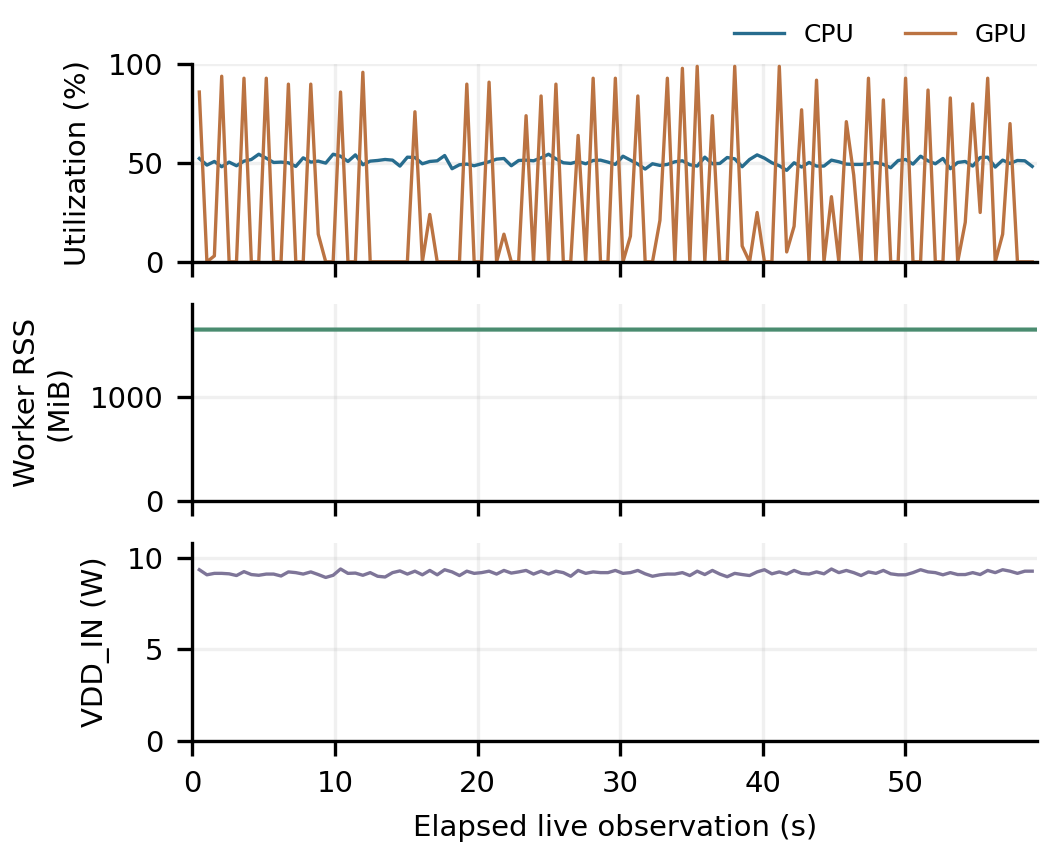 CPU GPU
Utilization (%)
100
50
0
Worker RSS
(MiB)
1000
0
VDD_IN (W)
10
5
0
0 10 20 30 40 50
Elapsed live observation (s)